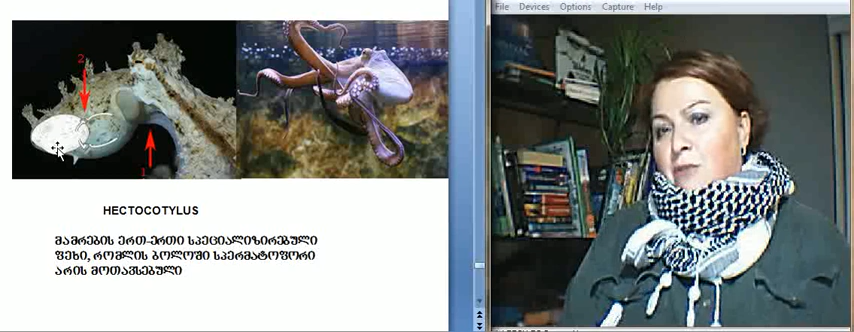 File Devices Options Capture Help
2
1
HECTOCOTYLUS
მამრების ერთ-ერთი სპეციალიზირებული
ფეხი, რომლის ბოლოში სპერმატოფორი
არის მოთავსებული